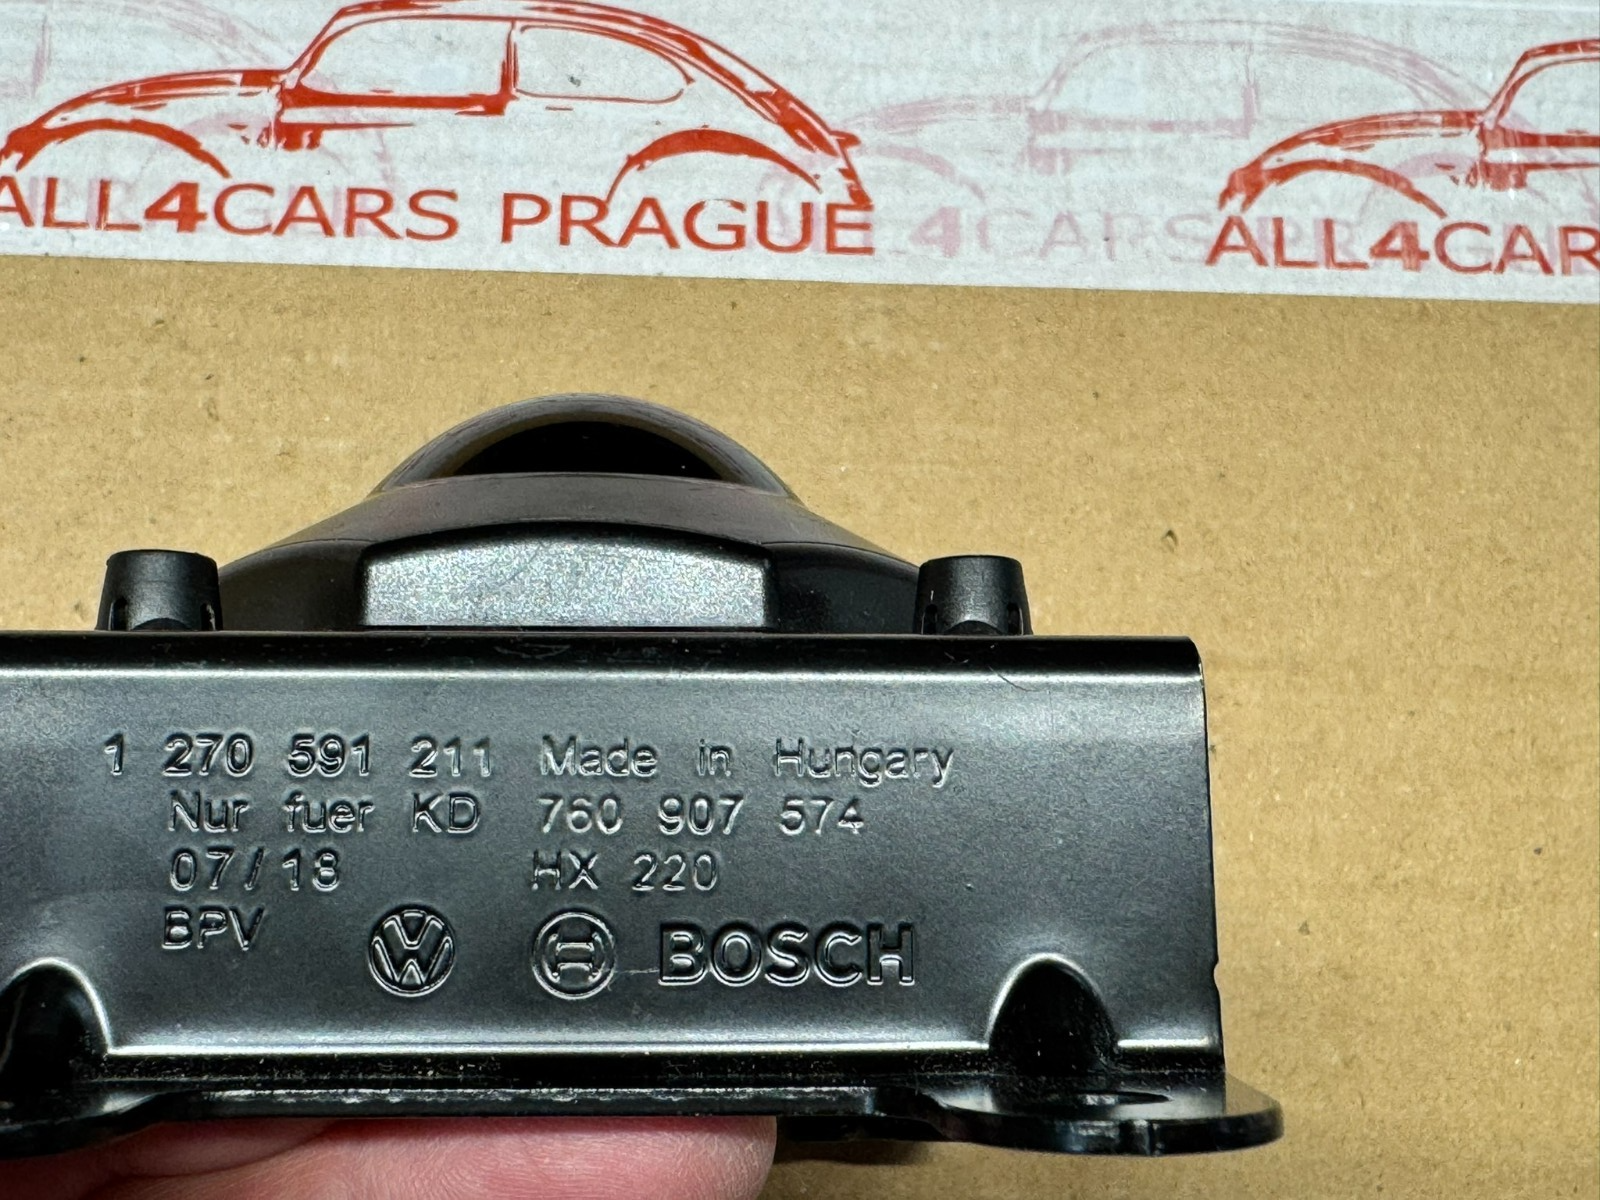 ALL4CARS PRAGUE
ALL4CARS
ALL4CAR
1 270 591 211 Made in Hungary
Nur fuer KD 760 907 574
07/18 HX 220
BPV
BOSCH